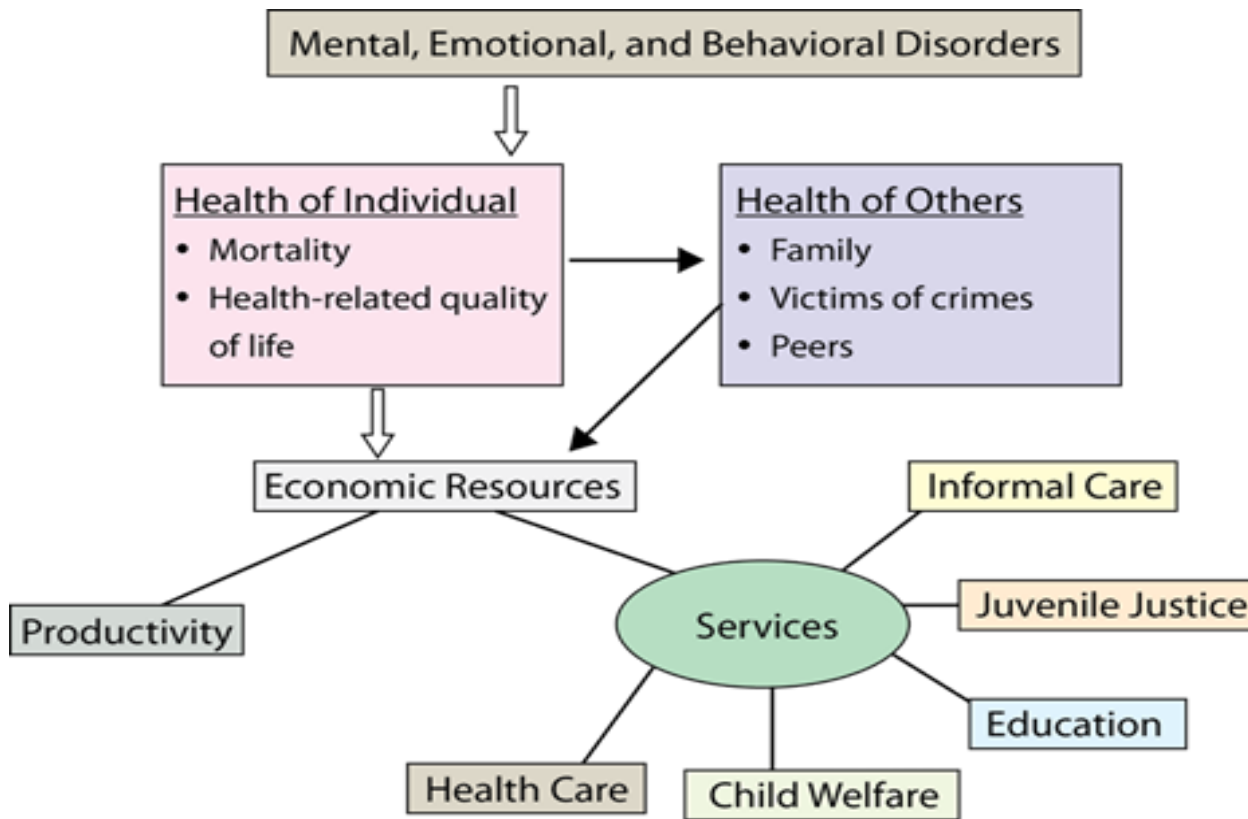 Mental, Emotional, and Behavioral Disorders
Health of Individual
• Mortality
• Health-related quality
of life
Health of Others
• Family
• Victims of crimes
• Peers
Economic Resources
Informal Care
Productivity
Services
Juvenile Justice
Education
Health Care
Child Welfare